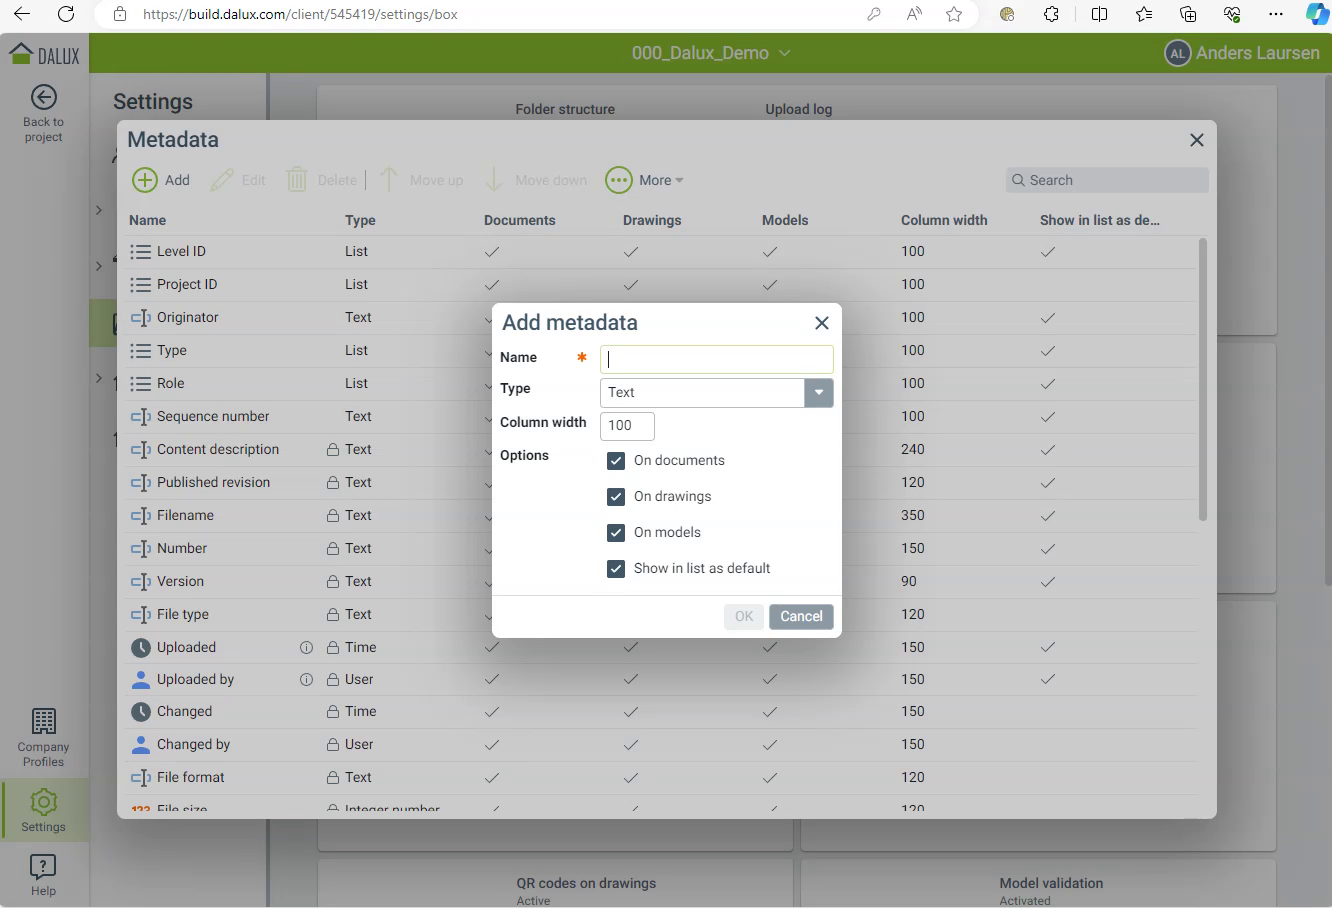 https://build.dalux.com/client/545419/settings/box
DALUX
000_Dalux_Demo
AL Anders Laursen
Back to project
Settings
Folder structure
Upload log
Metadata
Add Edit Delete Move up Move down More Search
Name Type Documents Drawings Models Column width Show in list as de...
Level ID List 100
Project ID List 100
Originator Text 100
Type List 100
Role List 100
Sequence number Text 100
Content description Text 240
Published revision Text 120
Filename Text 350
Number Text 150
Version Text 90
File type Text 120
Uploaded Time 150
Uploaded by User 150
Changed Time 150
Changed by User 150
File format Text 120
123 File size Integer number 120
Add metadata
Name *
Type Text
Column width 100
Options On documents
On drawings
On models
Show in list as default
OK Cancel
Company Profiles
Settings
Help
QR codes on drawings
Active
Model validation
Activated